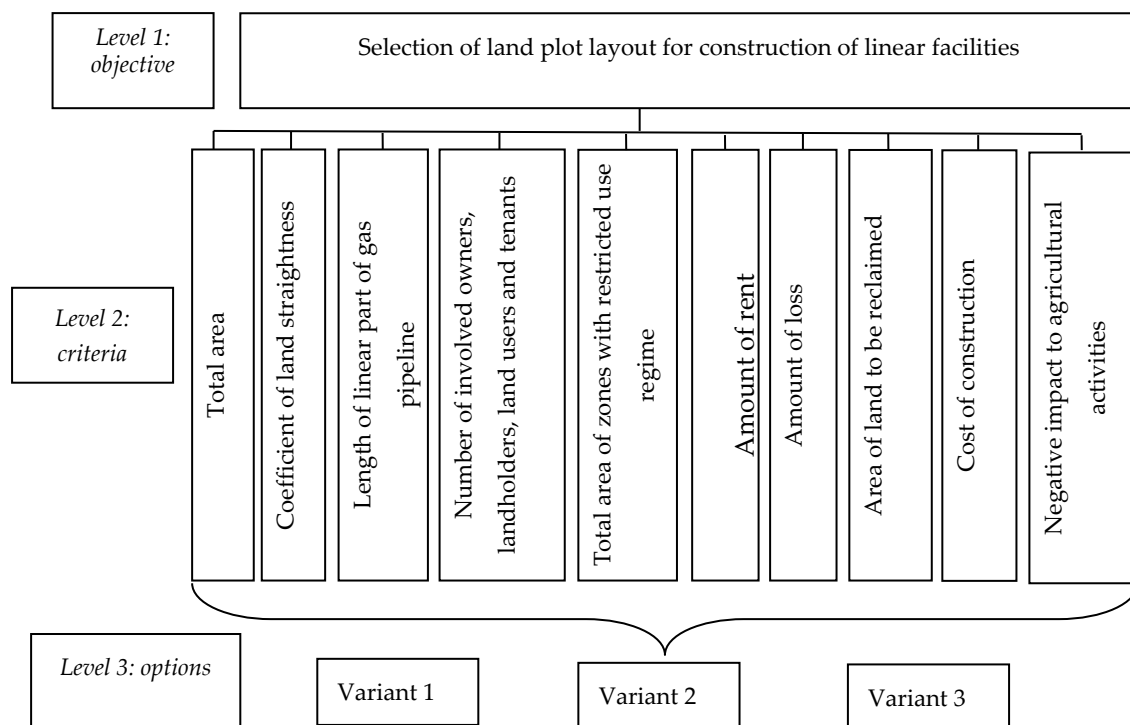 Level 1:
objective
Selection of land plot layout for construction of linear facilities
Level 2:
criteria
Total area
Coefficient of land straightness
Length of linear part of gas
pipeline
Number of involved owners,
landholders, land users and tenants
Total area of zones with restricted use
regime
Amount of rent
Amount of loss
Area of land to be reclaimed
Cost of construction
Negative impact to agricultural
activities
Level 3: options
Variant 1
Variant 2
Variant 3